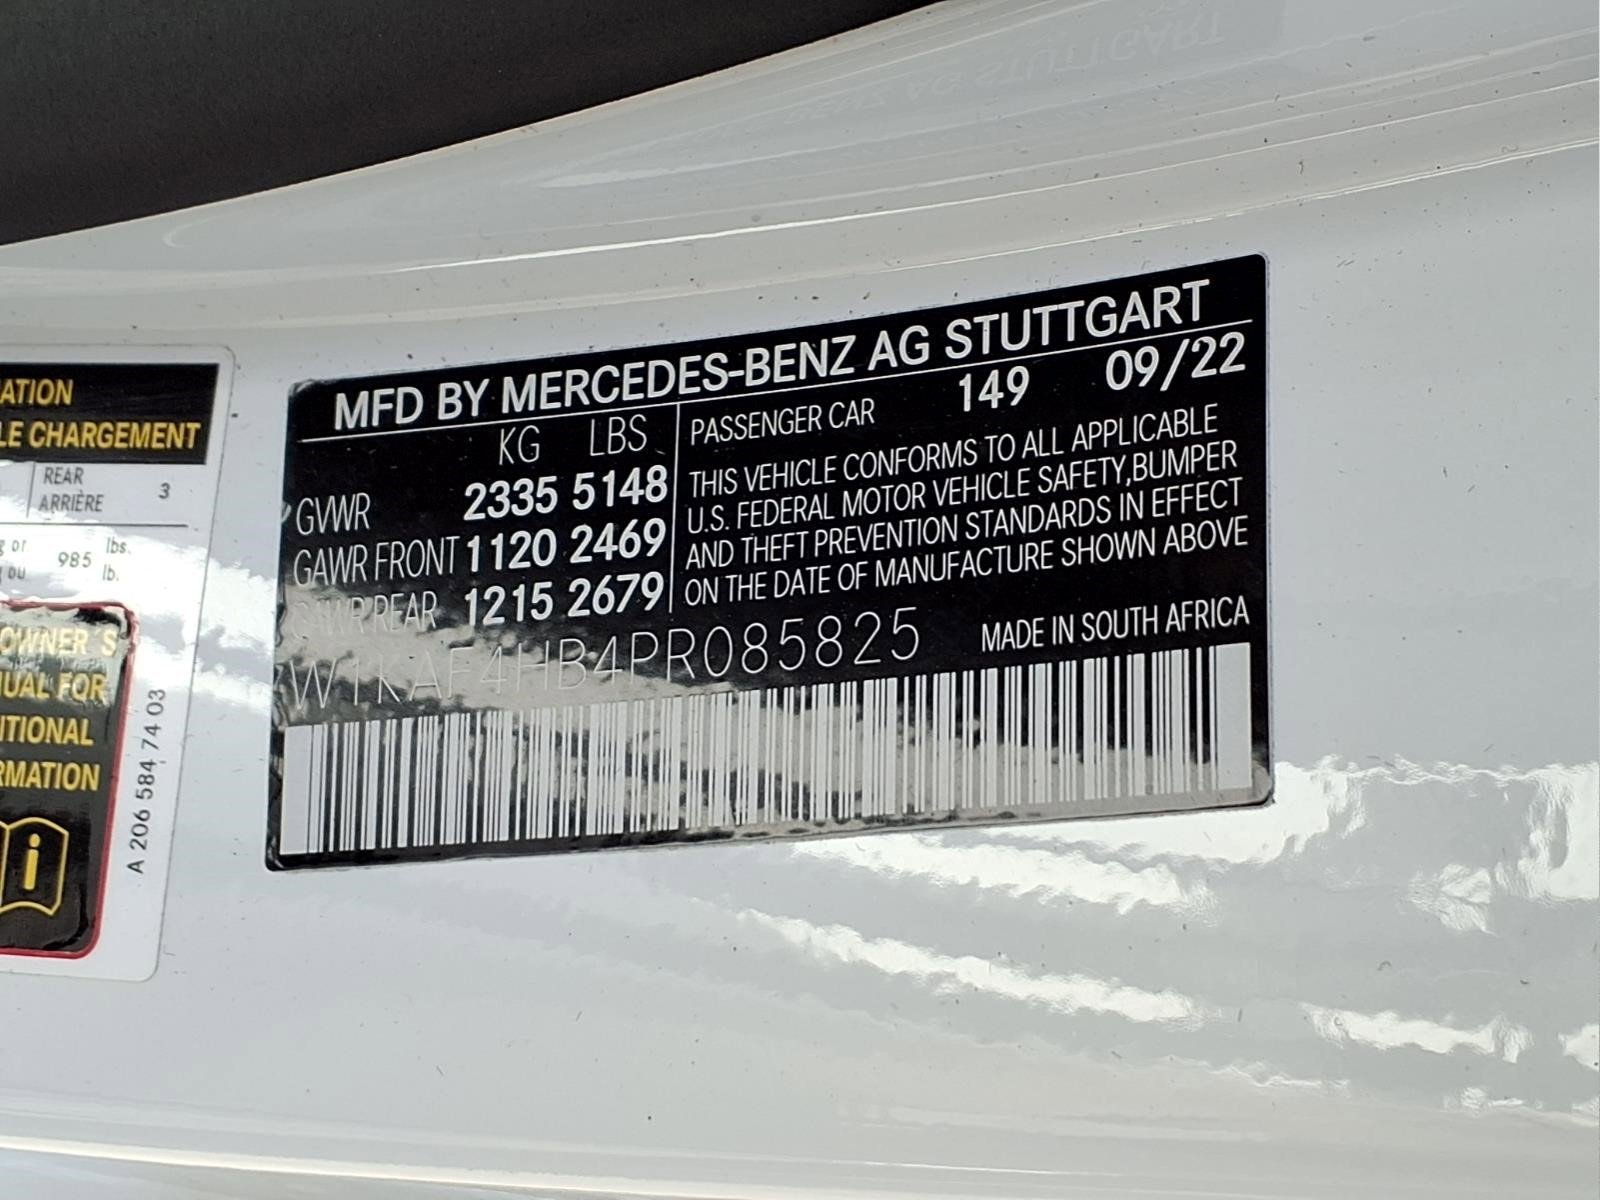 MFD BY MERCEDES-BENZ AG STUTTGART
KG LBS
GVWR 2335 5148
GAWR FRONT 1120 2469
GAWR REAR 1215 2679
PASSENGER CAR 149 09/22
THIS VEHICLE CONFORMS TO ALL APPLICABLE
U.S. FEDERAL MOTOR VEHICLE SAFETY,BUMPER
AND THEFT PREVENTION STANDARDS IN EFFECT
ON THE DATE OF MANUFACTURE SHOWN ABOVE
W1KAF4HB4PR085825
MADE IN SOUTH AFRICA
ATION
LE CHARGEMENT
REAR
ARRIÈRE 3
or 985 lbs.
ou lb.
OWNER´S
UAL FOR
ITIONAL
RMATION
i
A 206 584 74 03